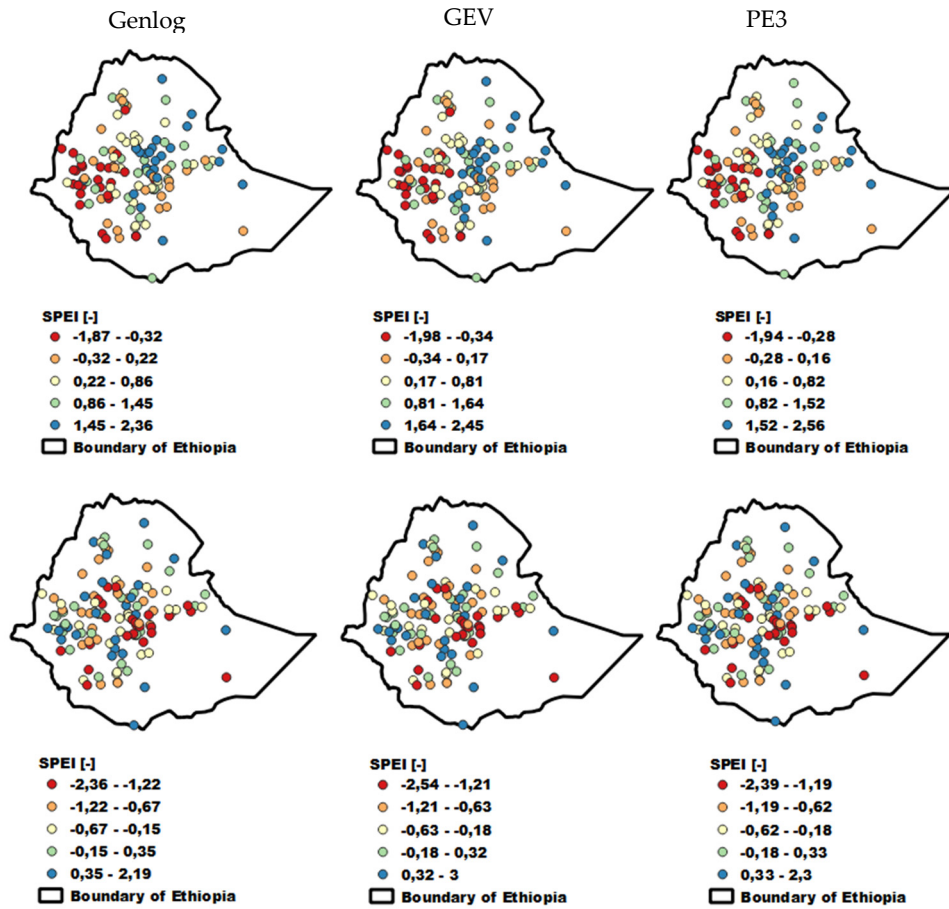 Genlog GEV PE3
SPEI [-]
-1,87 - -0,32
-0,32 - 0,22
0,22 - 0,86
0,86 - 1,45
1,45 - 2,36
Boundary of Ethiopia
SPEI [-]
-1,98 - -0,34
-0,34 - 0,17
0,17 - 0,81
0,81 - 1,64
1,64 - 2,45
Boundary of Ethiopia
SPEI [-]
-1,94 - -0,28
-0,28 - 0,16
0,16 - 0,82
0,82 - 1,52
1,52 - 2,56
Boundary of Ethiopia
SPEI [-]
-2,36 - -1,22
-1,22 - -0,67
-0,67 - -0,15
-0,15 - 0,35
0,35 - 2,19
Boundary of Ethiopia
SPEI [-]
-2,54 - -1,21
-1,21 - -0,63
-0,63 - -0,18
-0,18 - 0,32
0,32 - 3
Boundary of Ethiopia
SPEI [-]
-2,39 - -1,19
-1,19 - -0,62
-0,62 - -0,18
-0,18 - 0,33
0,33 - 2,3
Boundary of Ethiopia